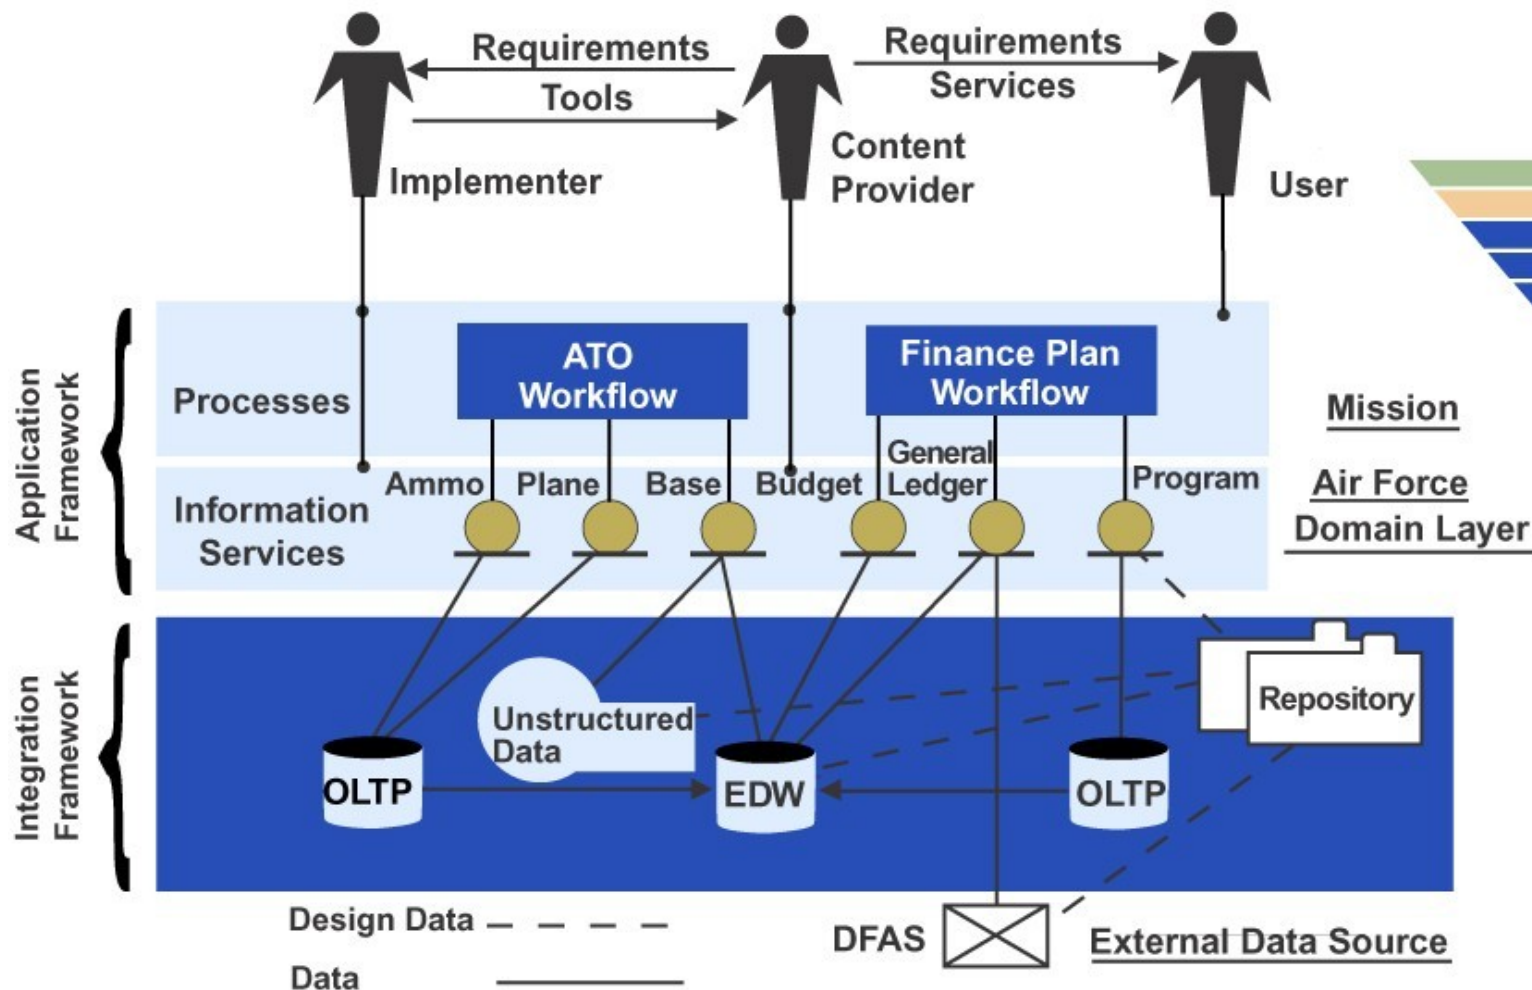 Requirements
Tools
Requirements
Services
Implementer
Content
Provider
User
Application
Framework
Processes
ATO
Workflow
Finance Plan
Workflow
Mission
Information
Services
Ammo
Plane
Base
Budget
General
Ledger
Program
Air Force
Domain Layer
Integration
Framework
Unstructured
Data
Repository
OLTP
EDW
OLTP
Design Data
Data
DFAS
External Data Source